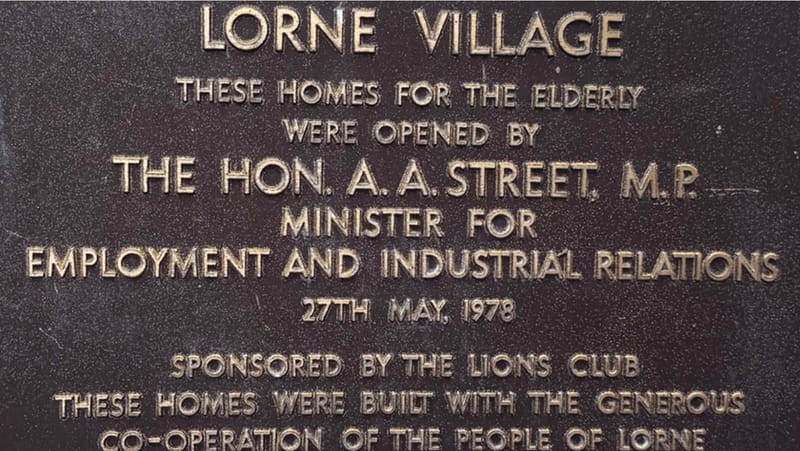 LORNE VILLAGE
THESE HOMES FOR THE ELDERLY
WERE OPENED BY
THE HON. A. A. STREET, M.P.
MINISTER FOR
EMPLOYMENT AND INDUSTRIAL RELATIONS
27TH MAY, 1978
SPONSORED BY THE LIONS CLUB
THESE HOMES WERE BUILT WITH THE GENEROUS
CO-OPERATION OF THE PEOPLE OF LORNE